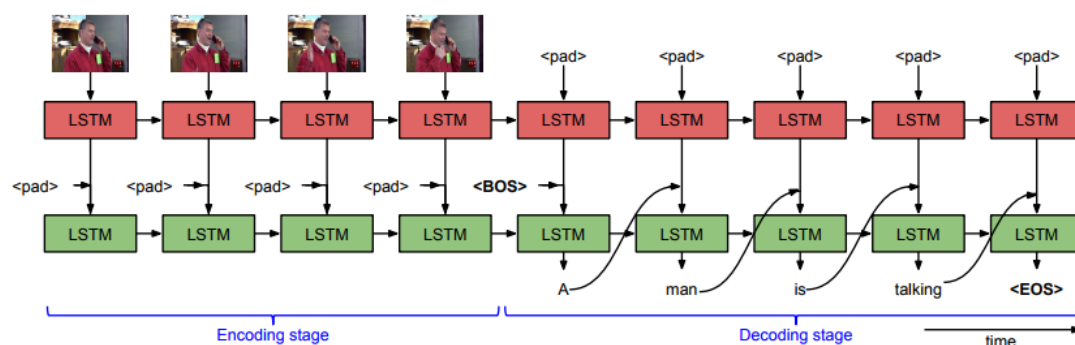 <pad> <pad> <pad> <pad> <pad>
LSTM LSTM LSTM LSTM LSTM LSTM LSTM LSTM LSTM
<pad> <pad> <pad> <pad> <BOS>
LSTM LSTM LSTM LSTM LSTM LSTM LSTM LSTM LSTM
A man is talking <EOS>
Encoding stage Decoding stage time